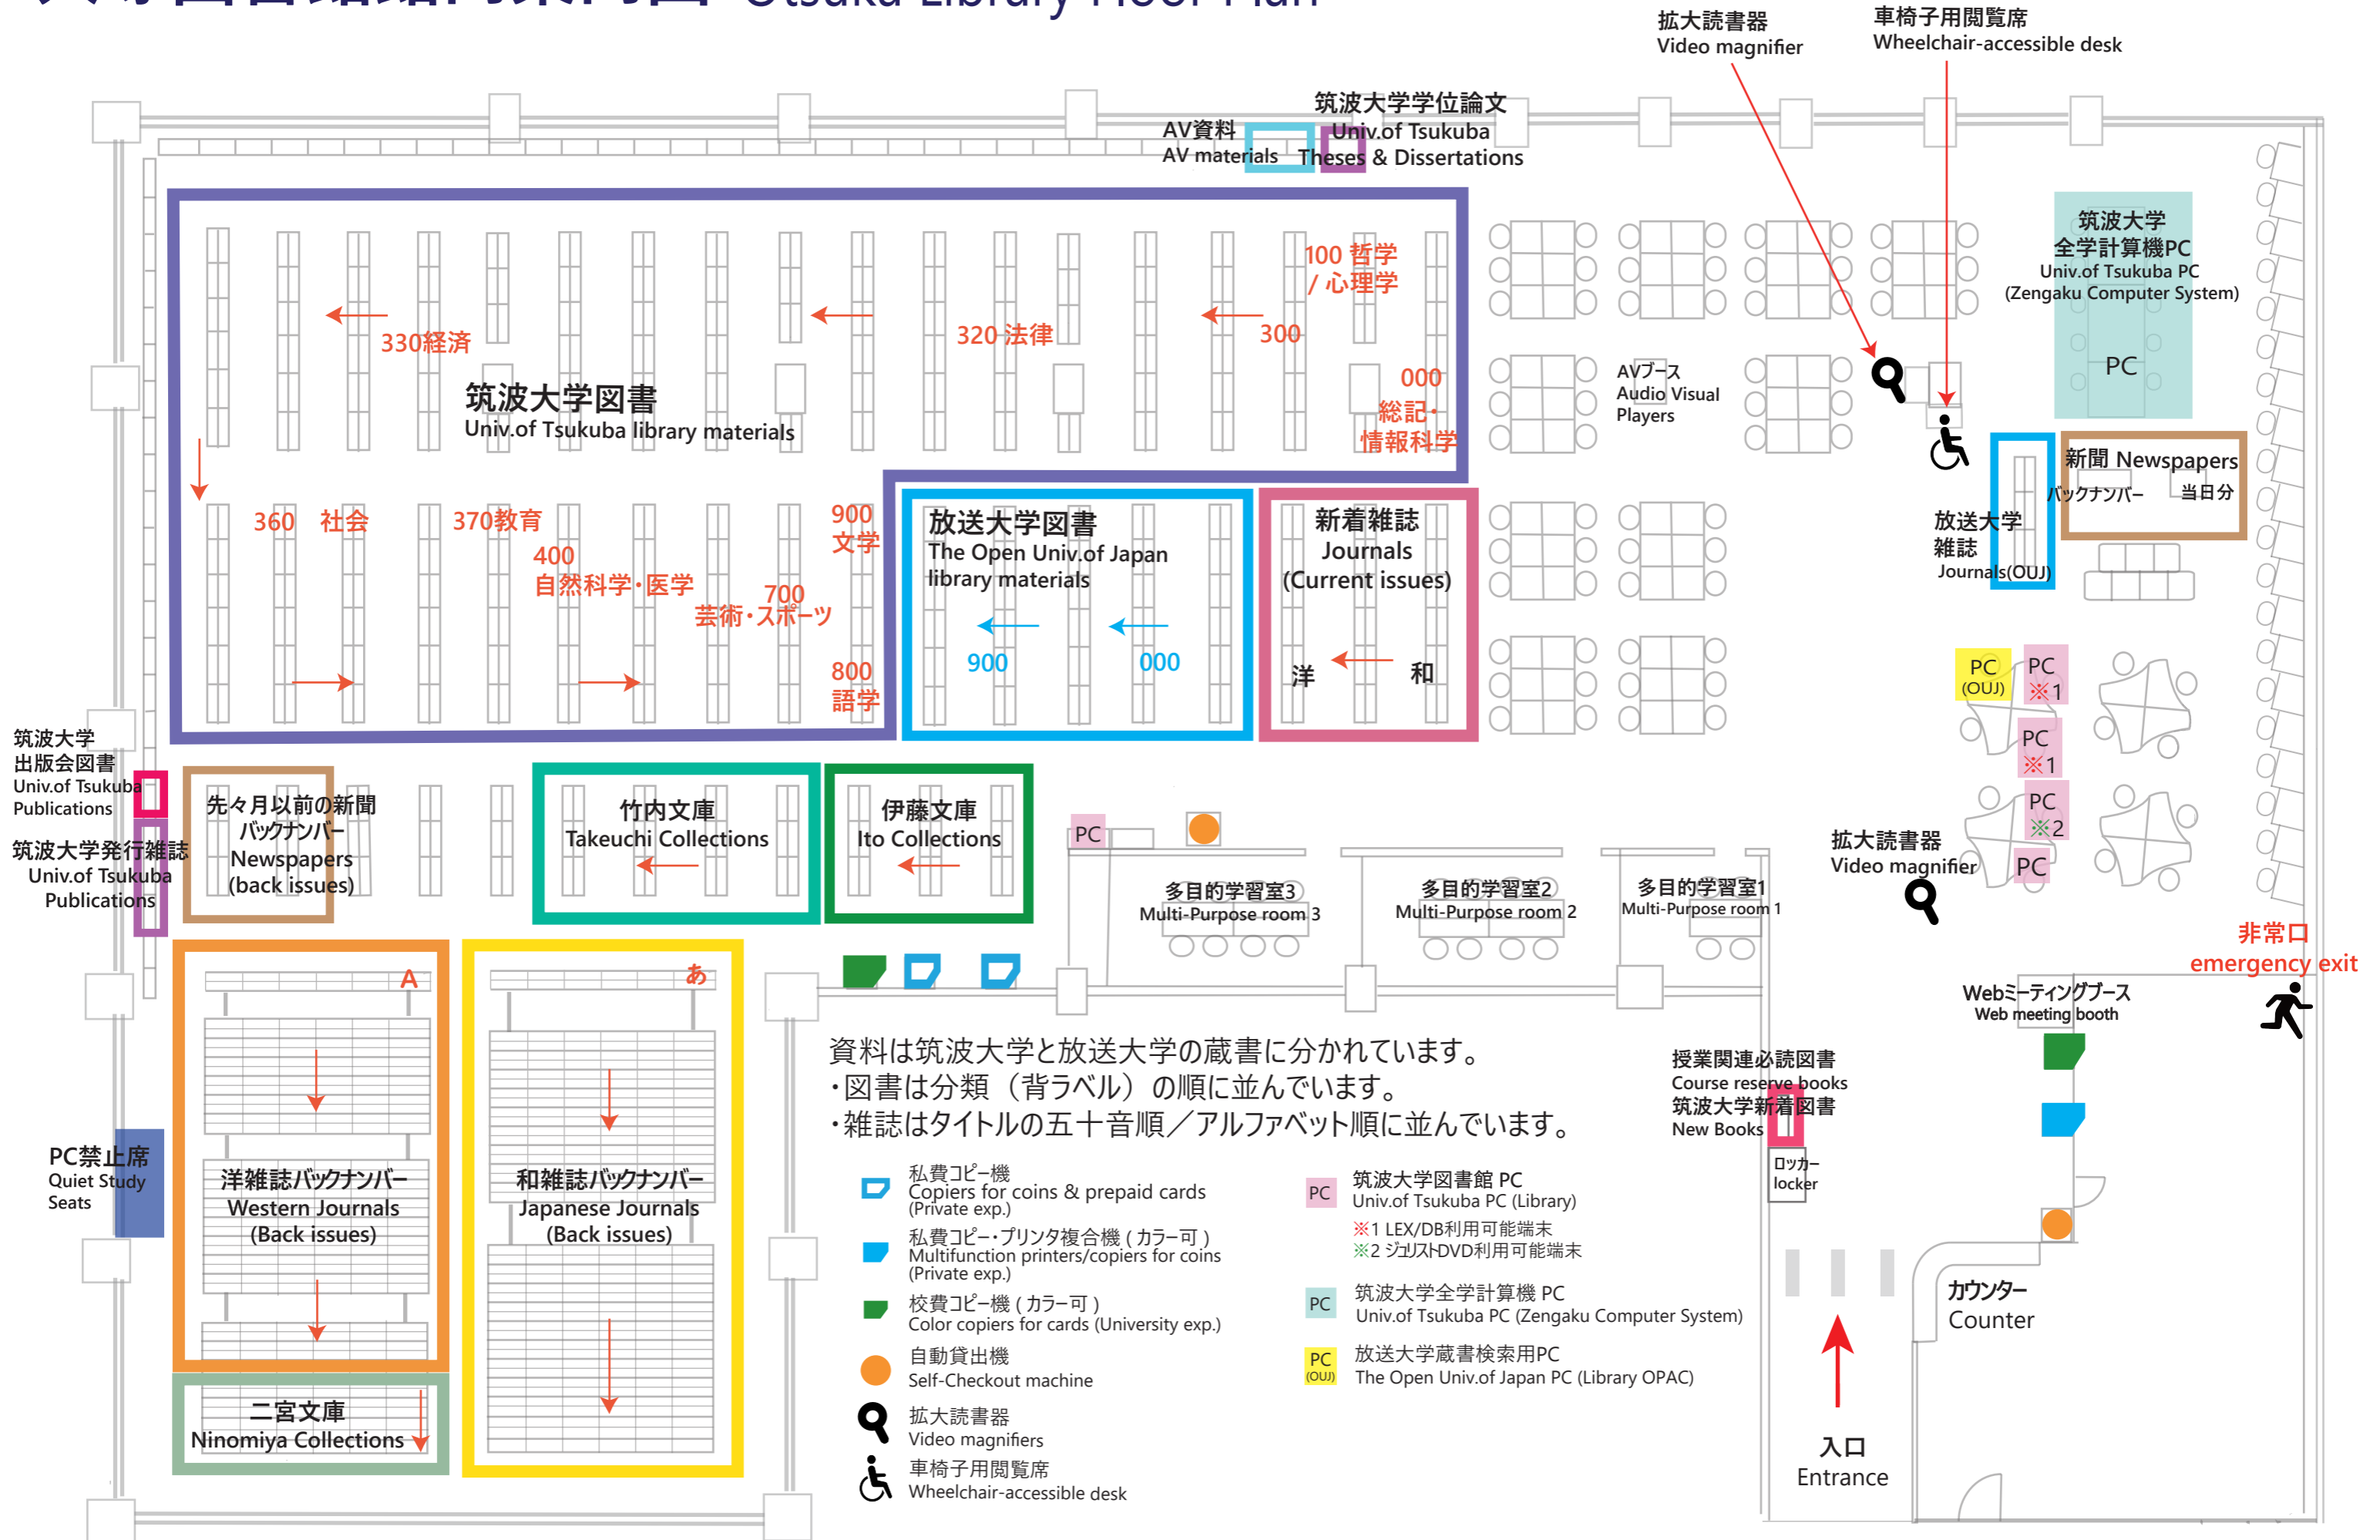 Otsuka Library Floor Plan
拡大読書器
Video magnifier
車椅子用閲覧席
Wheelchair-accessible desk
AV資料
AV materials
筑波大学学位論文
Univ.of Tsukuba
Theses & Dissertations
筑波大学
全学計算機PC
Univ.of Tsukuba PC
(Zengaku Computer System)
PC
100 哲学
/ 心理学
300
320 法律
330経済
000
総記・
情報科学
筑波大学図書
Univ.of Tsukuba library materials
AVブース
Audio Visual
Players
新聞 Newspapers
バックナンバー
当日分
放送大学
雑誌
Journals(OUJ)
360 社会
370教育
400
自然科学・医学
700
芸術・スポーツ
900
文学
800
語学
放送大学図書
The Open Univ.of Japan
library materials
900
000
新着雑誌
Journals
(Current issues)
洋
和
PC
(OUJ)
PC
※1
PC
※1
PC
※2
PC
筑波大学
出版会図書
Univ.of Tsukuba
Publications
筑波大学発行雑誌
Univ.of Tsukuba
Publications
先々月以前の新聞
バックナンバー
Newspapers
(back issues)
竹内文庫
Takeuchi Collections
伊藤文庫
Ito Collections
PC
多目的学習室3
Multi-Purpose room 3
多目的学習室2
Multi-Purpose room 2
多目的学習室1
Multi-Purpose room 1
拡大読書器
Video magnifier
非常口
emergency exit
Webミーティングブース
Web meeting booth
A
あ
洋雑誌バックナンバー
Western Journals
(Back issues)
和雑誌バックナンバー
Japanese Journals
(Back issues)
PC禁止席
Quiet Study
Seats
二宮文庫
Ninomiya Collections
資料は筑波大学と放送大学の蔵書に分かれています。
・図書は分類（背ラベル）の順に並んでいます。
・雑誌はタイトルの五十音順／アルファベット順に並んでいます。
授業関連必読図書
Course reserve books
筑波大学新着図書
New Books
ロッカー
locker
カウンター
Counter
入口
Entrance
私費コピー機
Copiers for coins & prepaid cards
(Private exp.)
私費コピー・プリンタ複合機 ( カラー可 )
Multifunction printers/copiers for coins
(Private exp.)
校費コピー機 ( カラー可 )
Color copiers for cards (University exp.)
自動貸出機
Self-Checkout machine
拡大読書器
Video magnifiers
車椅子用閲覧席
Wheelchair-accessible desk
PC
筑波大学図書館 PC
Univ.of Tsukuba PC (Library)
※1 LEX/DB利用可能端末
※2 ジュリストDVD利用可能端末
PC
筑波大学全学計算機 PC
Univ.of Tsukuba PC (Zengaku Computer System)
PC
(OUJ)
放送大学蔵書検索用PC
The Open Univ.of Japan PC (Library OPAC)